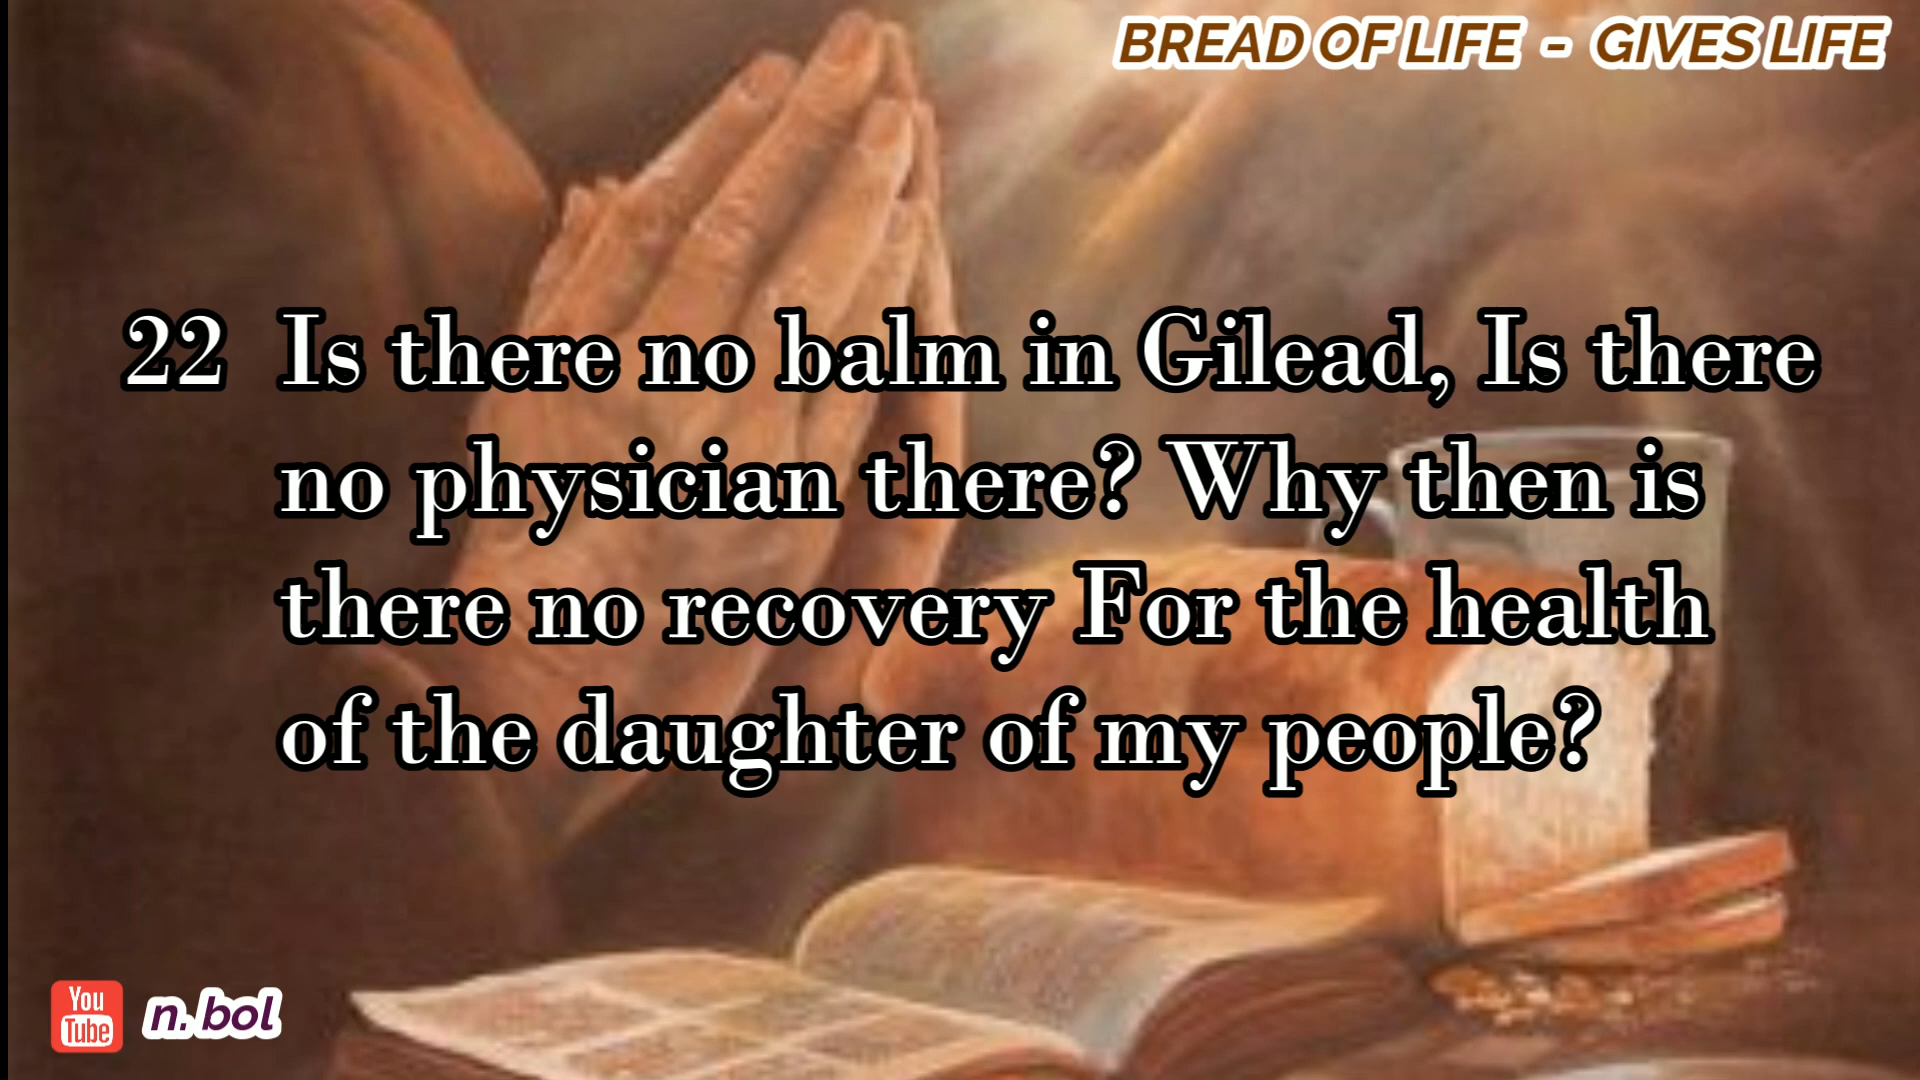 BREAD OF LIFE - GIVES LIFE
22 Is there no balm in Gilead, Is there
no physician there? Why then is
there no recovery For the health
of the daughter of my people?
You
Tube
n.bol